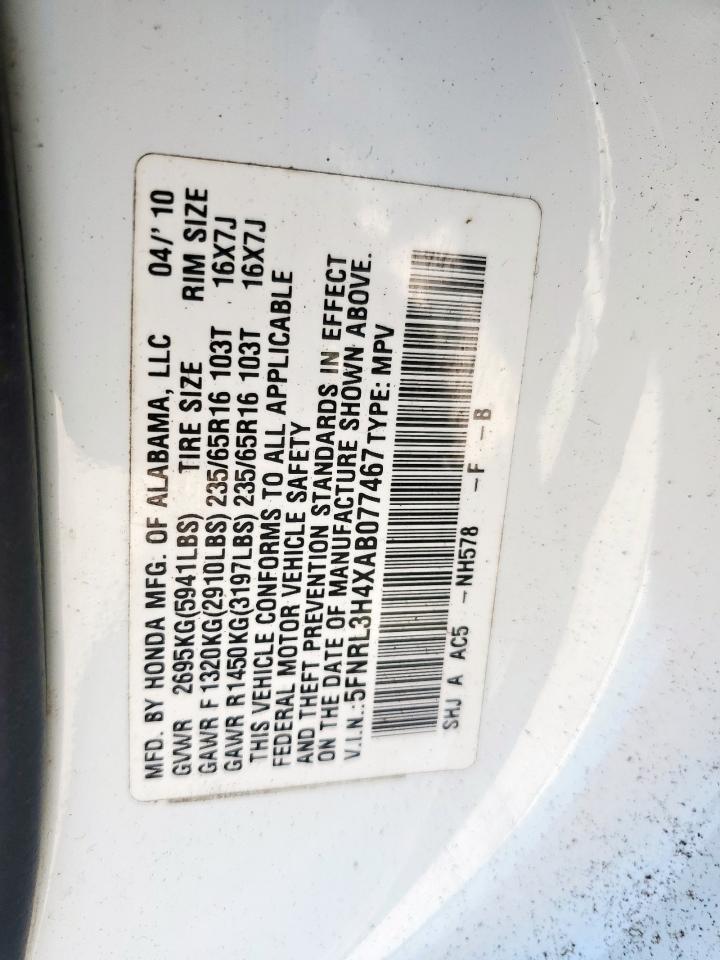 MFD. BY HONDA MFG. OF ALABAMA, LLC 04/' 10
GVWR 2695KG(5941LBS) TIRE SIZE RIM SIZE
GAWR F 1320KG(2910LBS) 235/65R16 103T 16X7J
GAWR R 1450KG(3197LBS) 235/65R16 103T 16X7J
THIS VEHICLE CONFORMS TO ALL APPLICABLE
FEDERAL MOTOR VEHICLE SAFETY
AND THEFT PREVENTION STANDARDS IN EFFECT
ON THE DATE OF MANUFACTURE SHOWN ABOVE.
V.I.N.: 5FNRL3H4XAB077467 TYPE: MPV
SHJ A AC5 -NH578 -F -B